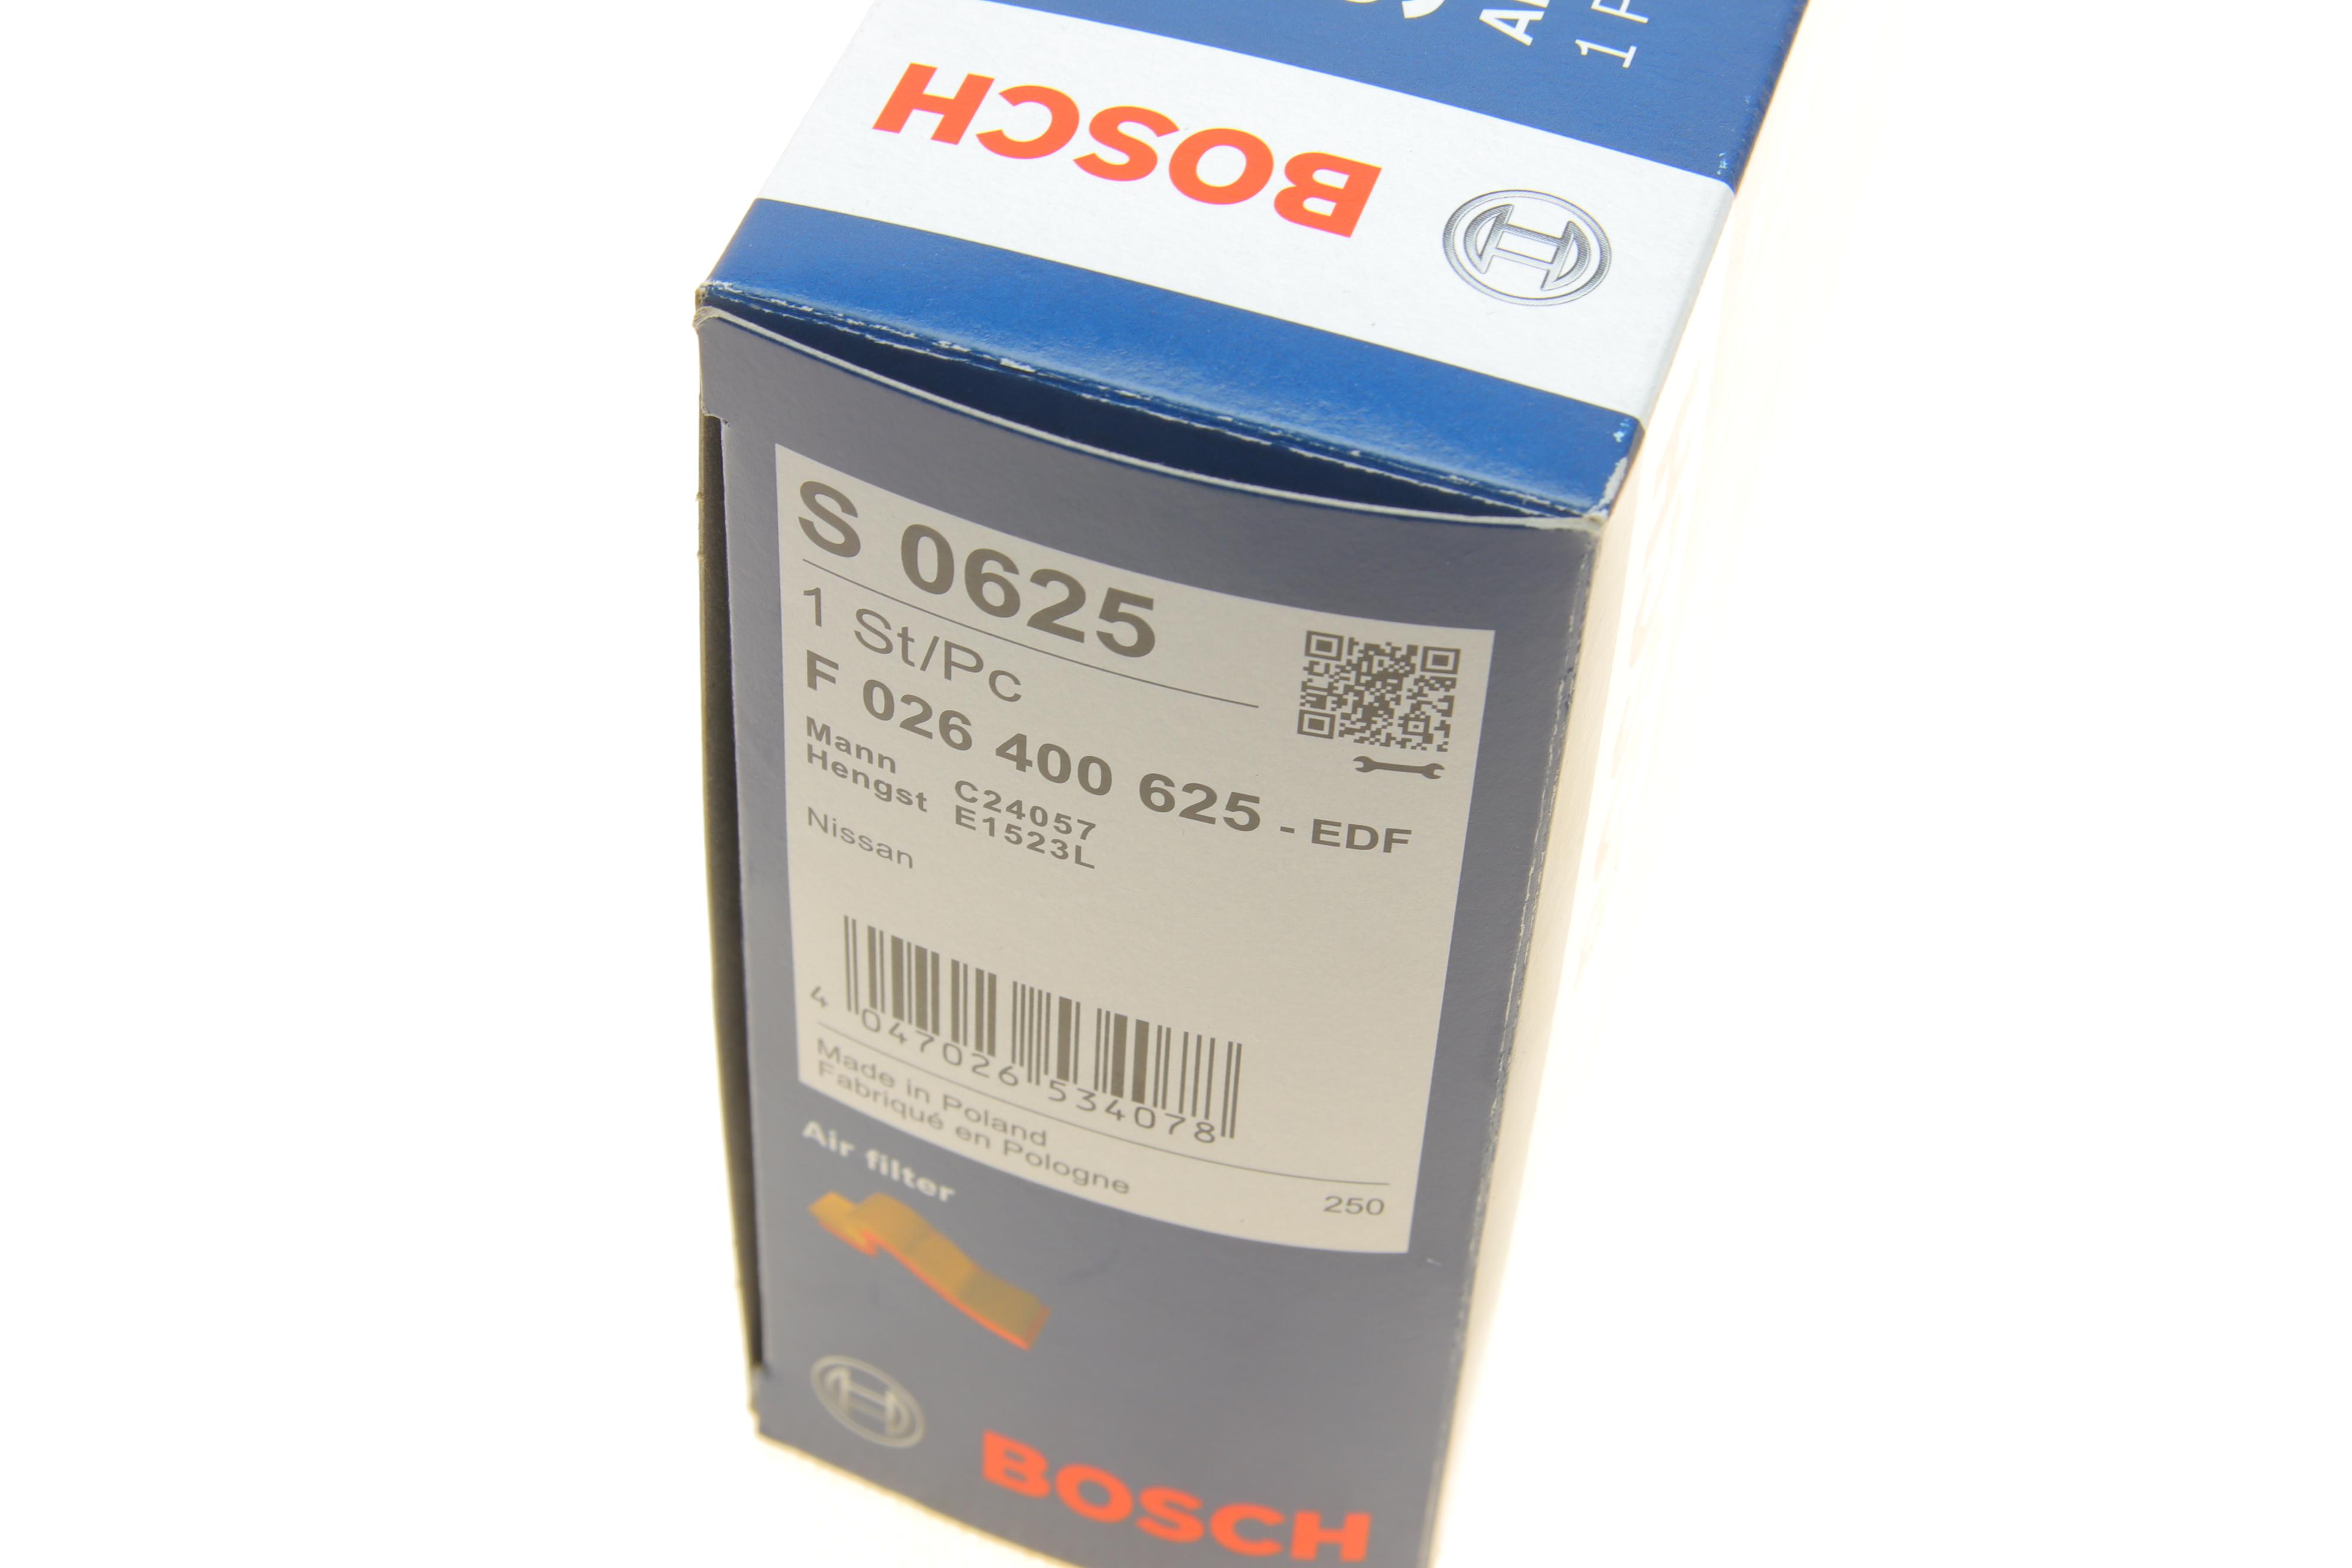 BOSCH
S 0625
1 St/Pc
F 026 400 625 - EDF
Mann C24057
Hengst E1523L
Nissan
4 047026 534078
Made in Poland
Fabriqué en Pologne
250
Air filter
BOSCH